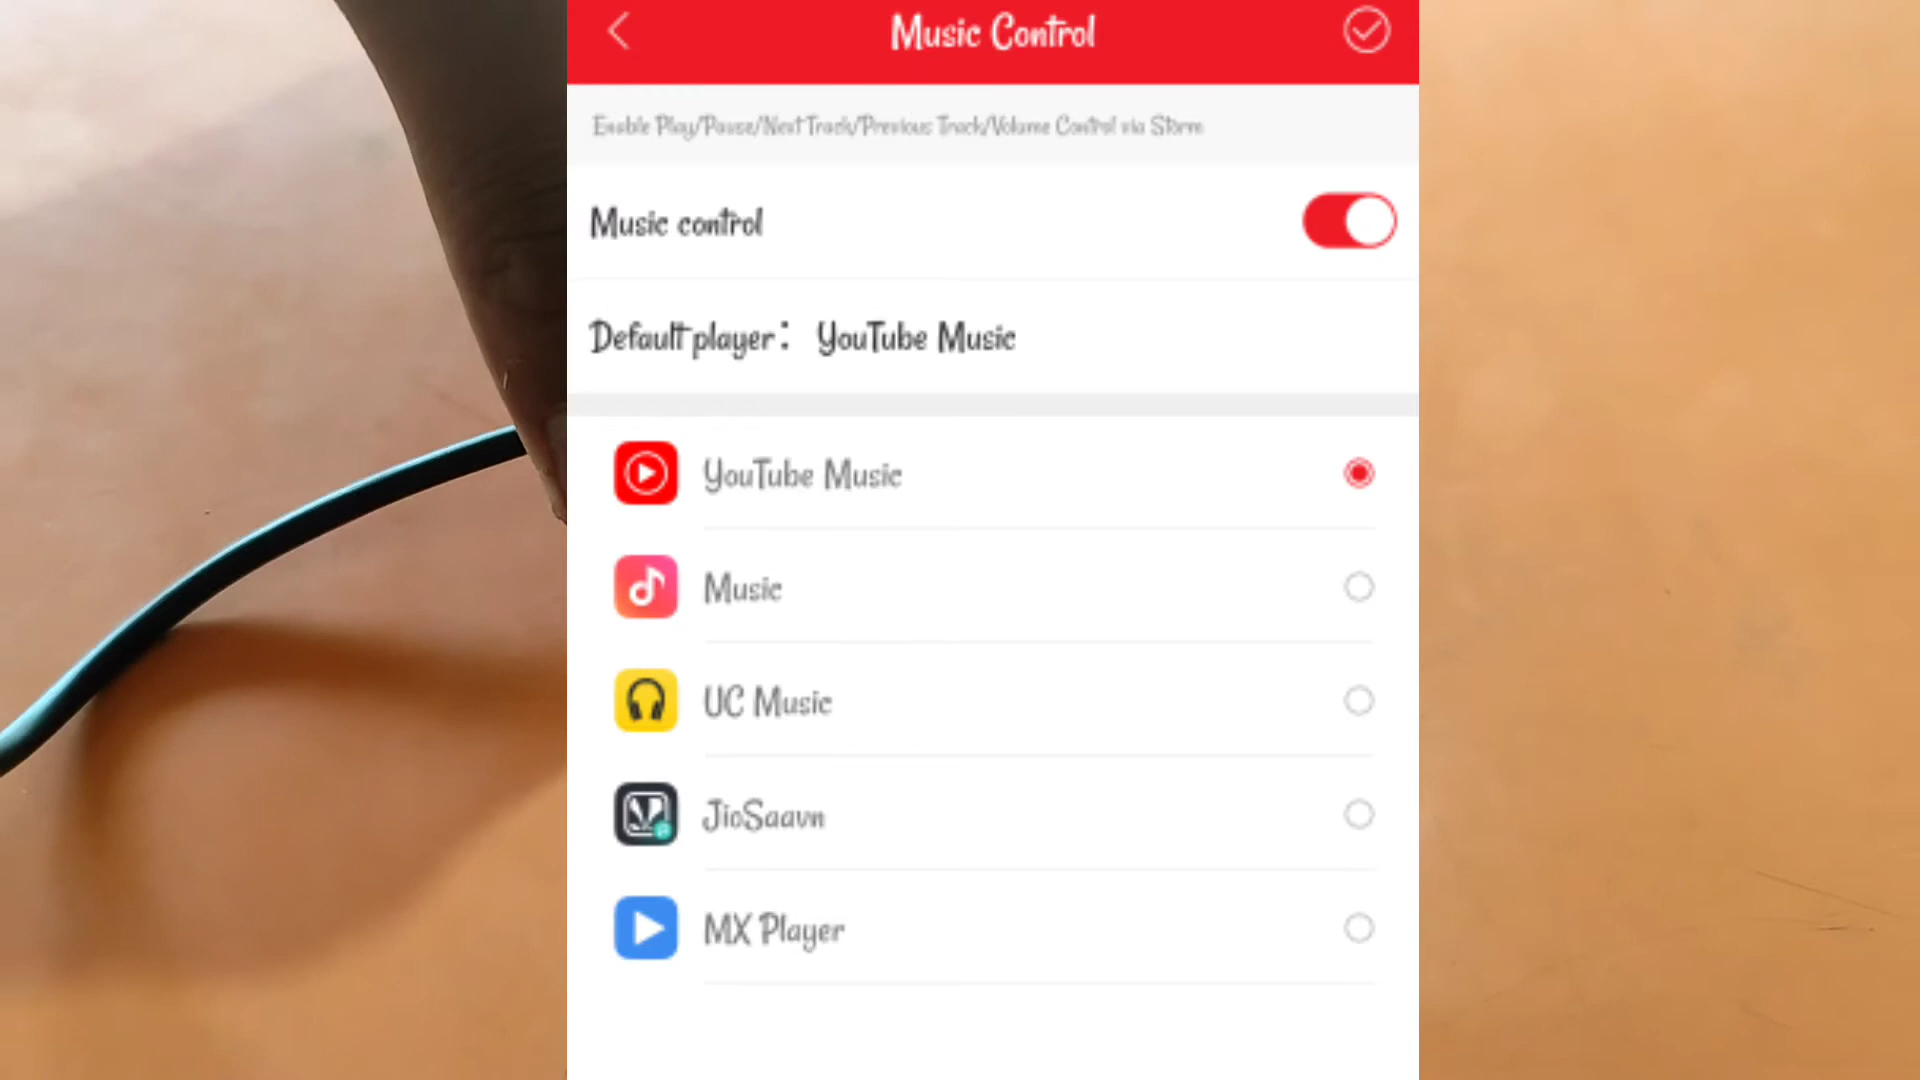 Music Control
Enable Play/Pause/Next Track/Previous Track/Volume Control via Storm
Music control
Default player: YouTube Music
YouTube Music
Music
UC Music
JioSaavn
MX Player